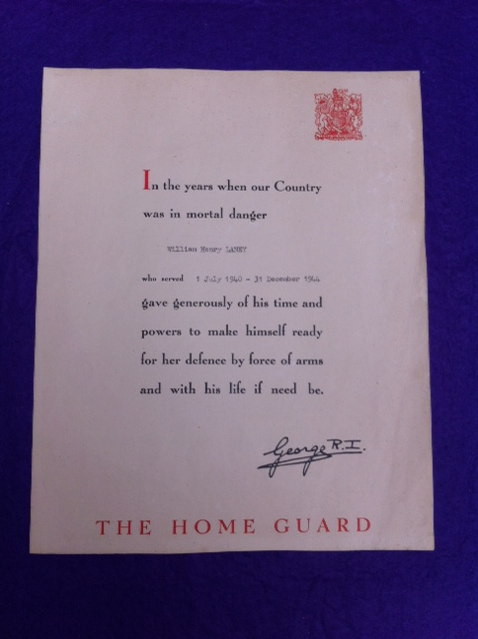 In the years when our Country
was in mortal danger
William Henry LANEY
who served 1 July 1940 - 31 December 1944
gave generously of his time and
powers to make himself ready
for her defence by force of arms
and with his life if need be.
George R.I.
THE HOME GUARD